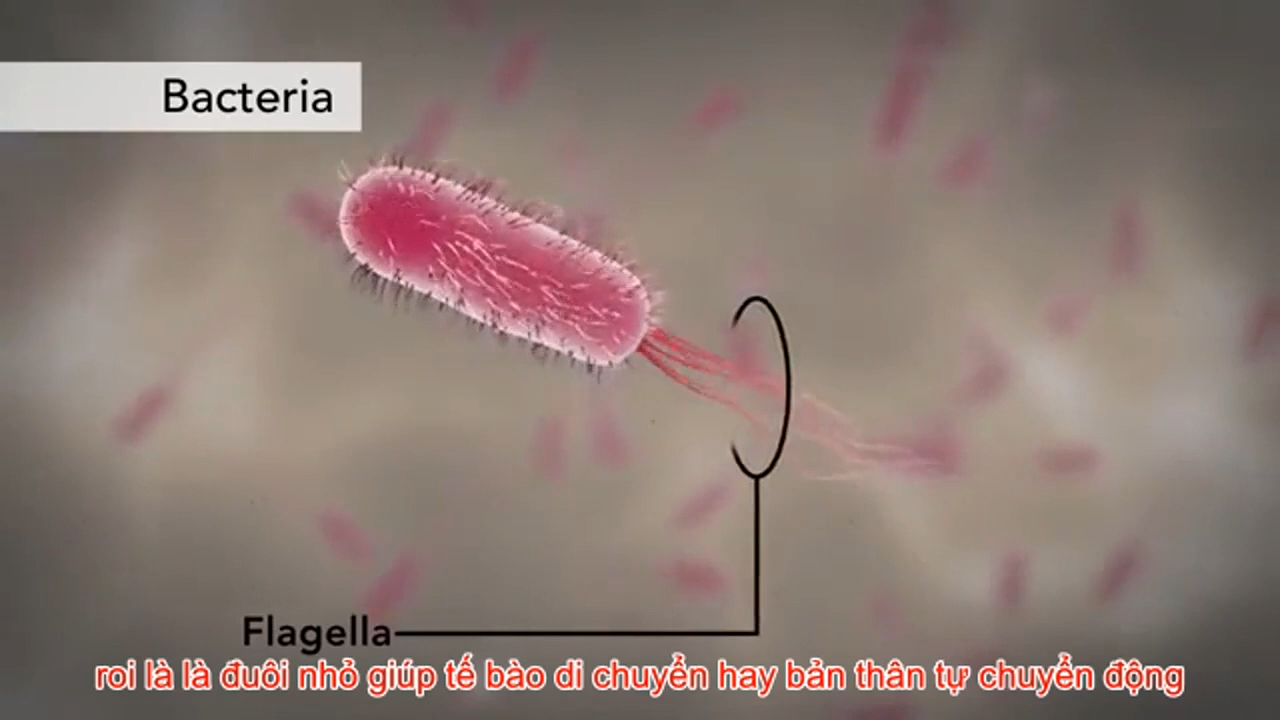 Bacteria
Flagella
roi là là đuôi nhỏ giúp tế bào di chuyển hay bản thân tự chuyển động